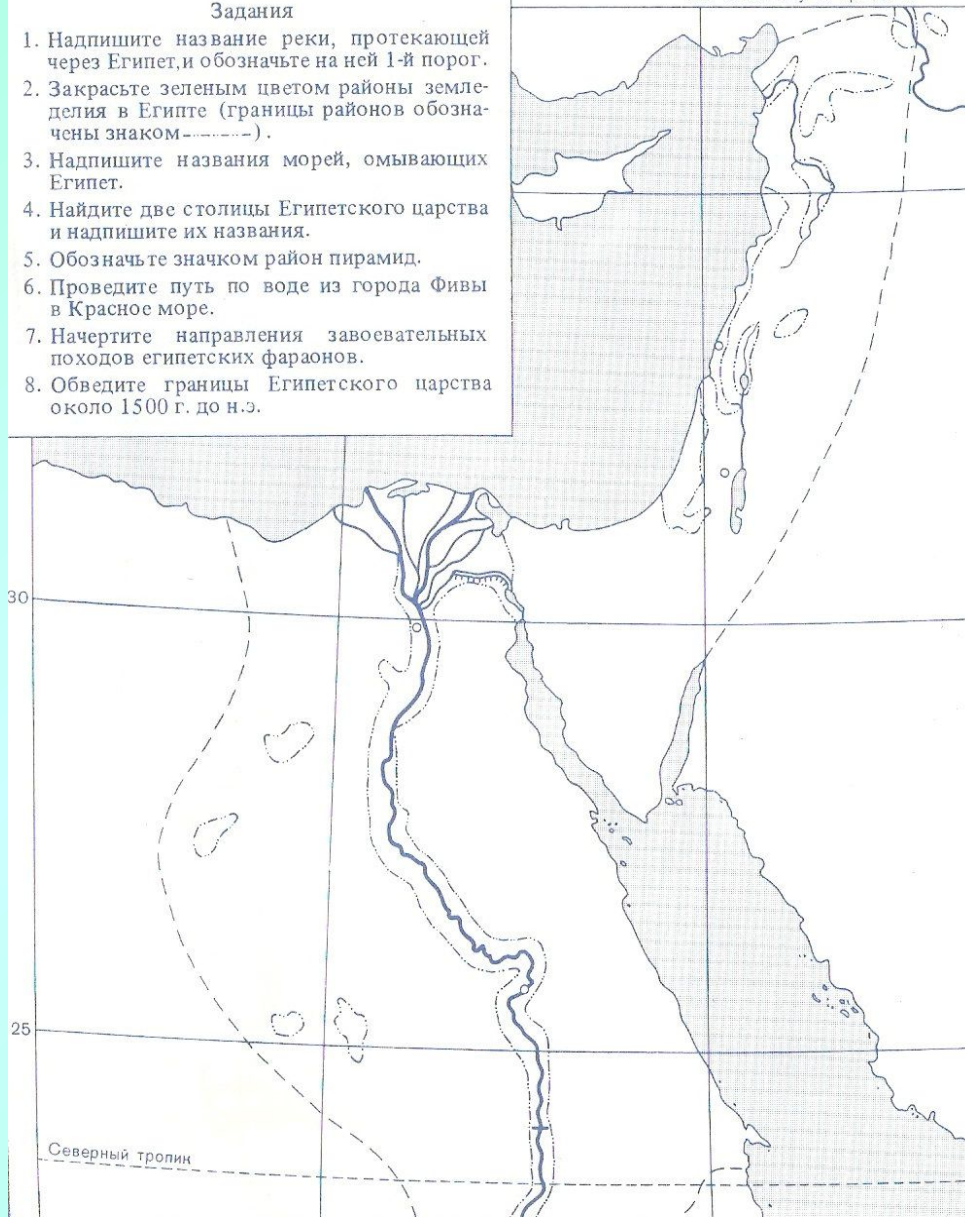 Задания
1. Надпишите название реки, протекающей
через Египет,и обозначьте на ней 1-й порог.
2. Закрасьте зеленым цветом районы земле-
делия в Египте (границы районов обозна-
чены знаком-··-··-··-).
3. Надпишите названия морей, омывающих
Египет.
4. Найдите две столицы Египетского царства
и надпишите их названия.
5. Обозначьте значком район пирамид.
6. Проведите путь по воде из города Фивы
в Красное море.
7. Начертите направления завоевательных
походов египетских фараонов.
8. Обведите границы Египетского царства
около 1500 г. до н.э.
30
25
Северный тропик